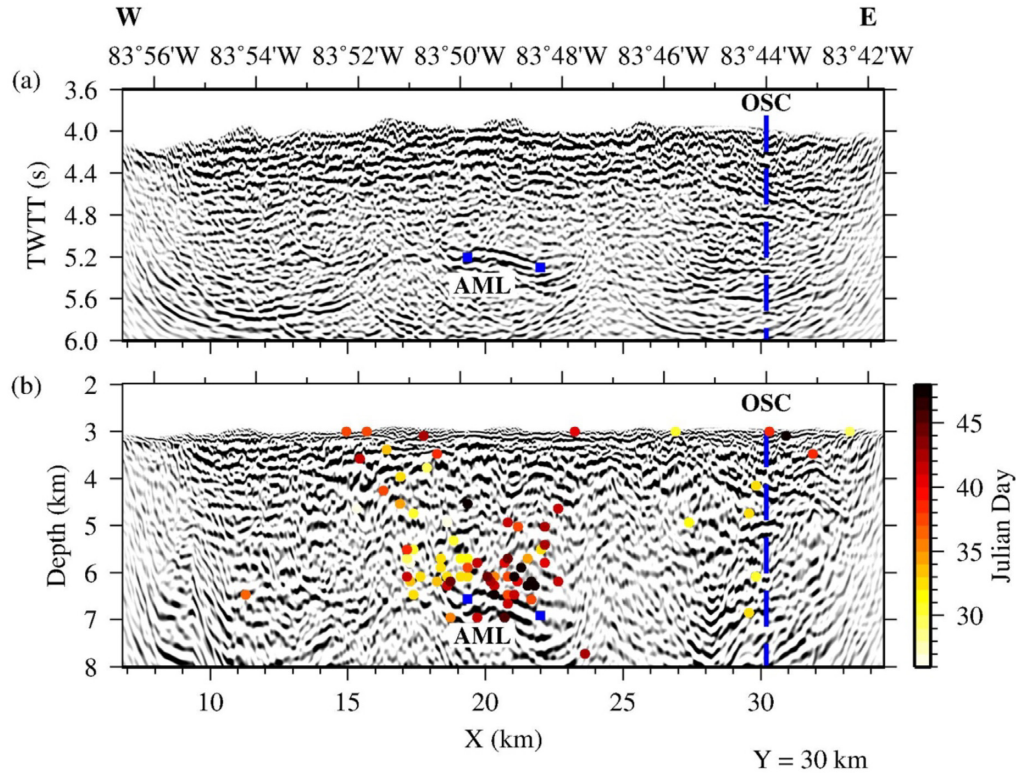 W E
83°56'W 83°54'W 83°52'W 83°50'W 83°48'W 83°46'W 83°44'W 83°42'W
(a)
3.6
OSC
4.0
4.4
4.8
5.2
5.6
6.0
TWTT (s)
AML
(b)
2
OSC
3
4
5
6
7
8
Depth (km)
AML
45
40
35
30
Julian Day
10 15 20 25 30
X (km)
Y = 30 km